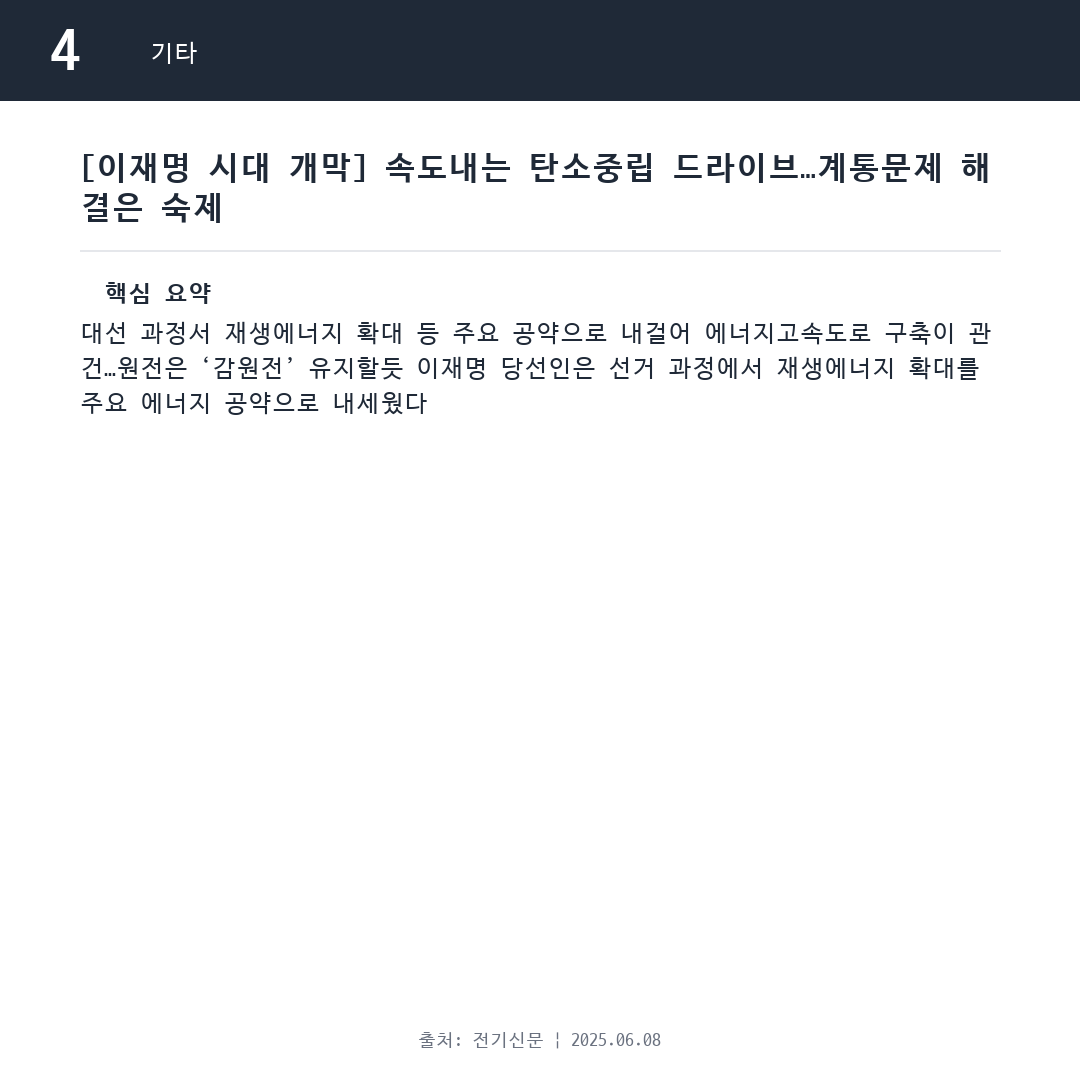 4 기타
[이재명 시대 개막] 속도내는 탄소중립 드라이브…계통문제 해
결은 숙제
핵심 요약
대선 과정서 재생에너지 확대 등 주요 공약으로 내걸어 에너지고속도로 구축이 관
건…원전은 ‘감원전’ 유지할듯 이재명 당선인은 선거 과정에서 재생에너지 확대를
주요 에너지 공약으로 내세웠다
출처: 전기신문 ¦ 2025.06.08